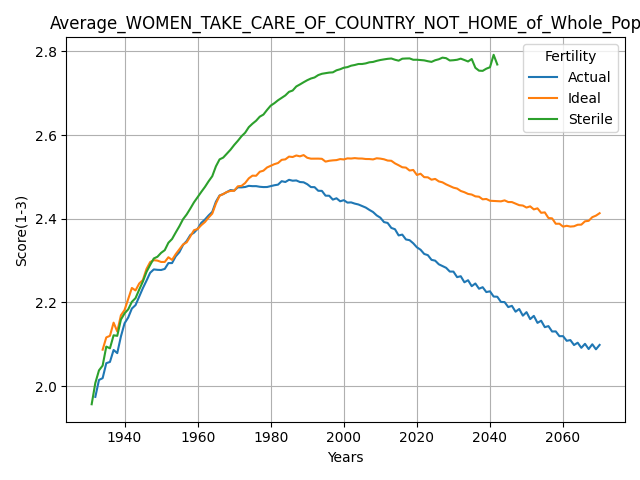 Average_WOMEN_TAKE_CARE_OF_COUNTRY_NOT_HOME_of_Whole_Pop
2.8
2.6
2.4
2.2
2.0
Score(1-3)
Fertility
Actual
Ideal
Sterile
1940 1960 1980 2000 2020 2040 2060
Years